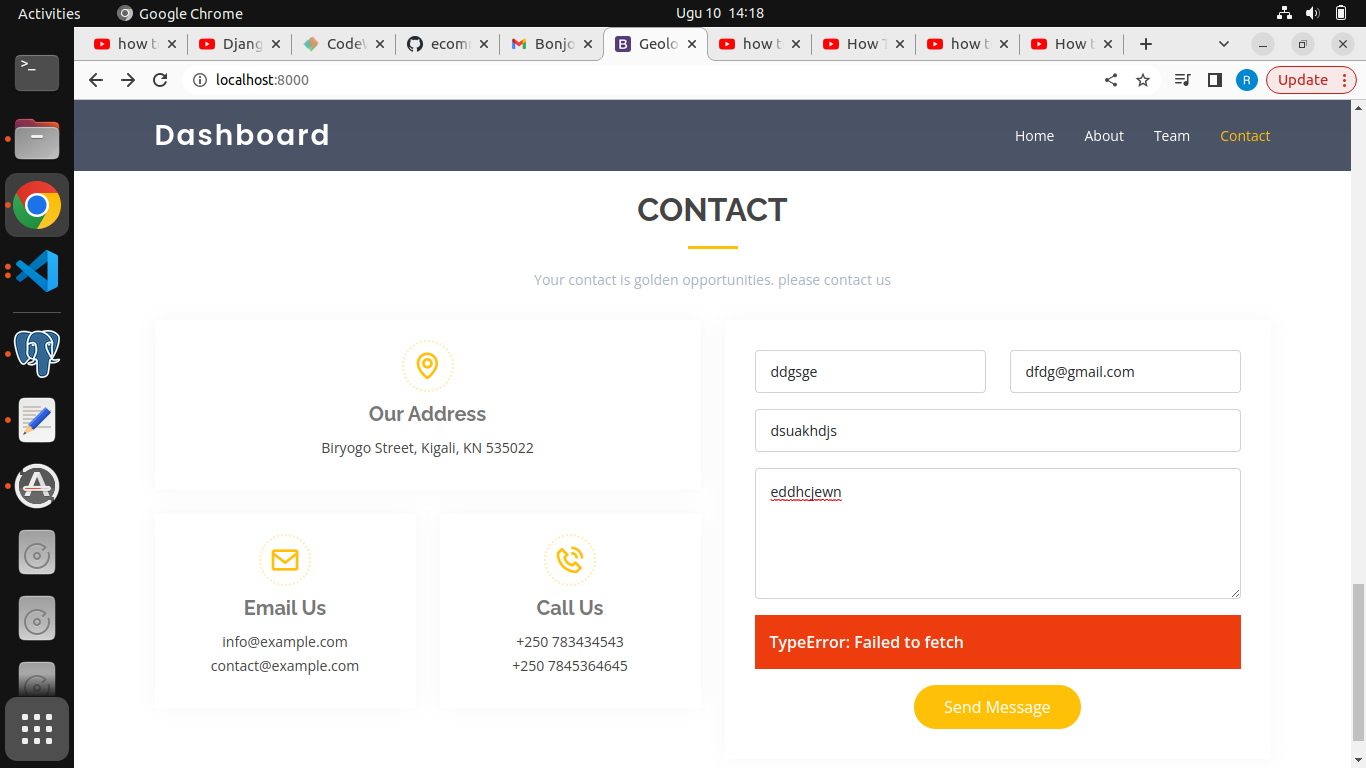 Activities Google Chrome Ugu 10 14:18
how t Djang CodeW ecom Bonjo Geolo how t How T how t How t
localhost:8000 R Update
Dashboard Home About Team Contact
CONTACT
Your contact is golden opportunities. please contact us
Our Address
Biryogo Street, Kigali, KN 535022
Email Us
info@example.com
contact@example.com
Call Us
+250 783434543
+250 7845364645
ddgsge dfdg@gmail.com
dsuakhdjs
eddhcjewn
TypeError: Failed to fetch
Send Message